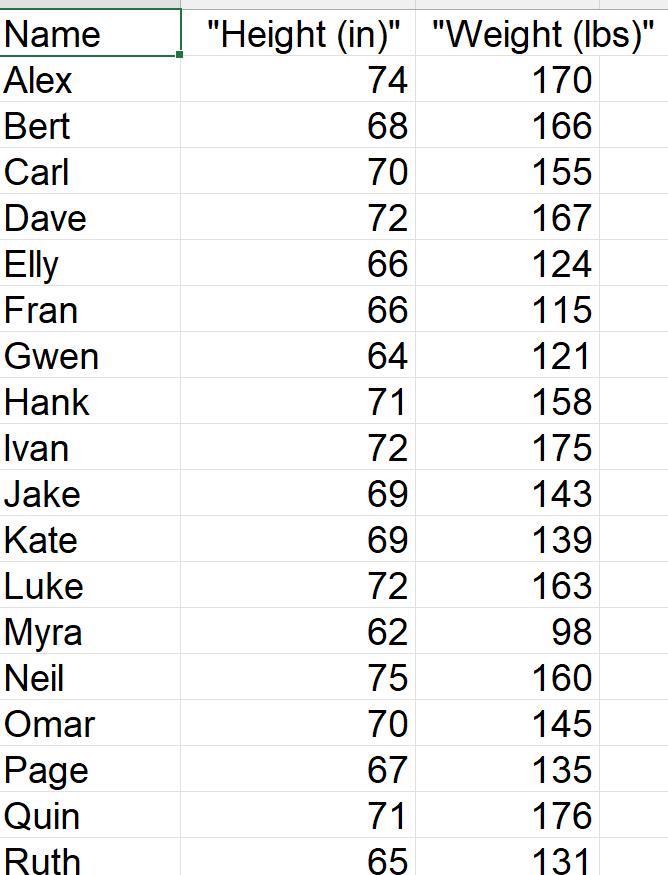 Name "Height (in)" "Weight (lbs)"
Alex 74 170
Bert 68 166
Carl 70 155
Dave 72 167
Elly 66 124
Fran 66 115
Gwen 64 121
Hank 71 158
Ivan 72 175
Jake 69 143
Kate 69 139
Luke 72 163
Myra 62 98
Neil 75 160
Omar 70 145
Page 67 135
Quin 71 176
Ruth 65 131